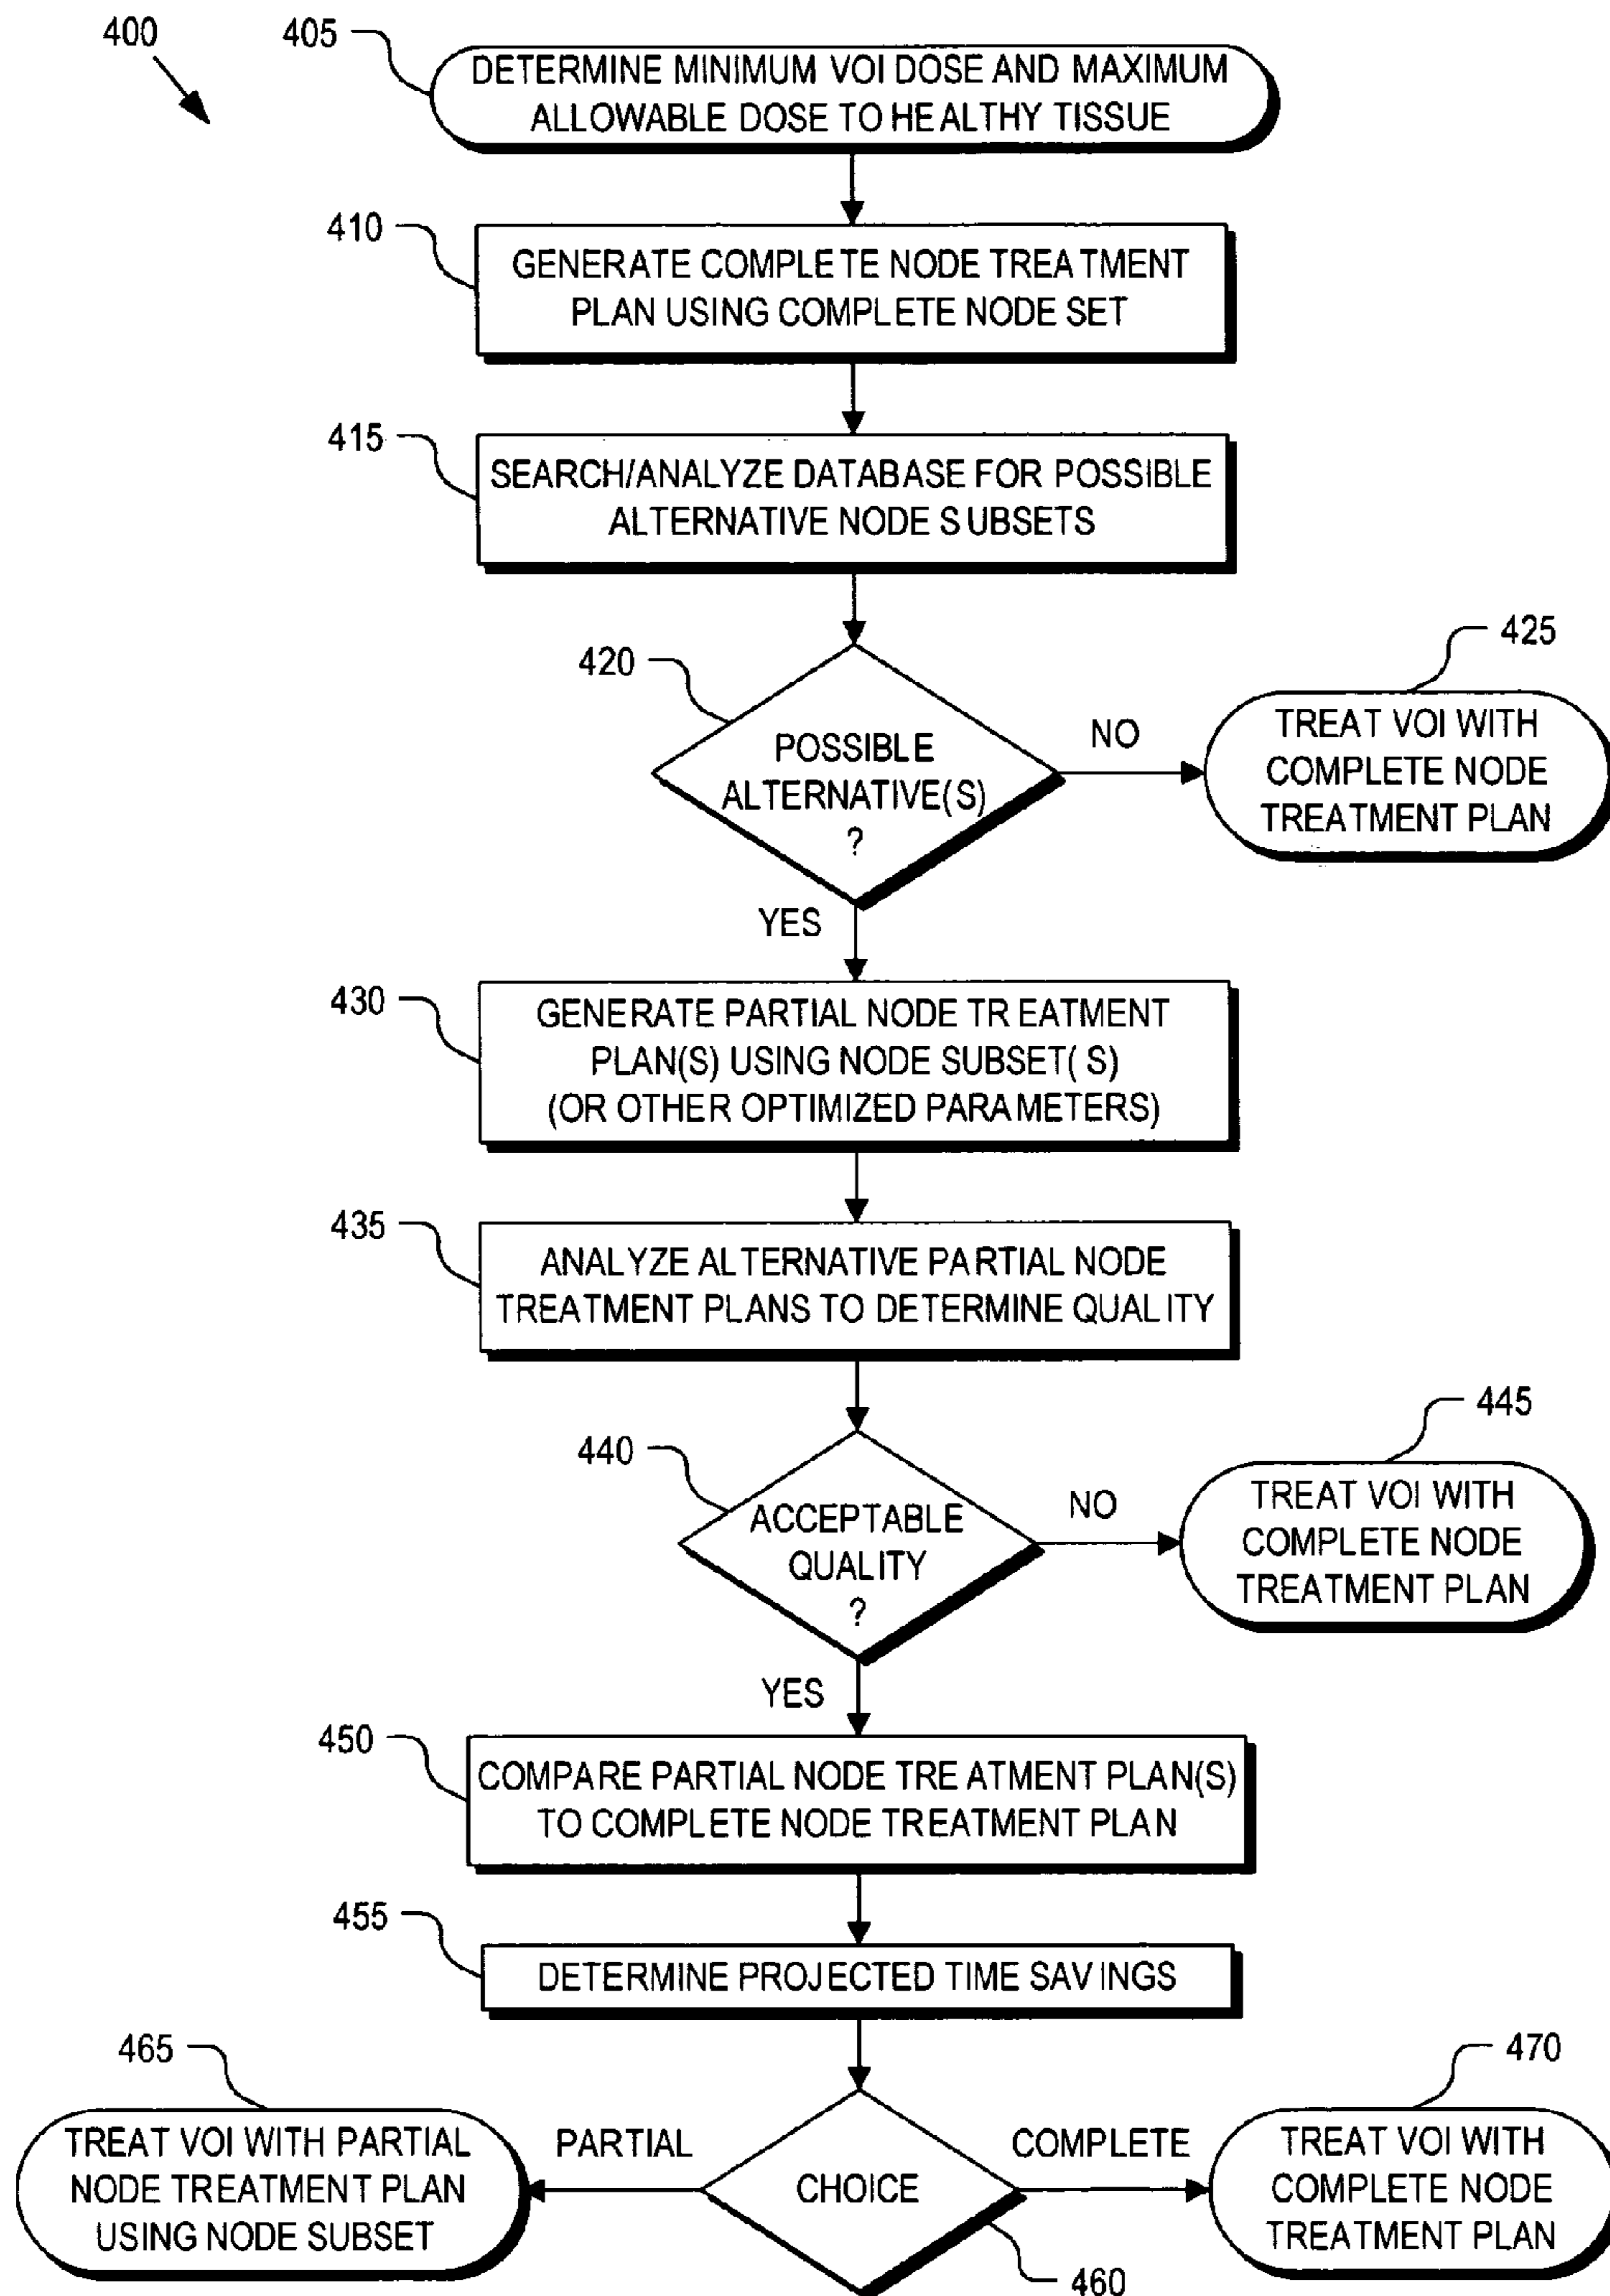 400
405
DETERMINE MINIMUM VOI DOSE AND MAXIMUM
ALLOWABLE DOSE TO HEALTHY TISSUE
410
GENERATE COMPLETE NODE TREATMENT
PLAN USING COMPLETE NODE SET
415
SEARCH/ANALYZE DATABASE FOR POSSIBLE
ALTERNATIVE NODE SUBSETS
420
POSSIBLE
ALTERNATIVE(S)
?
NO
425
TREAT VOI WITH
COMPLETE NODE
TREATMENT PLAN
YES
430
GENERATE PARTIAL NODE TREATMENT
PLAN(S) USING NODE SUBSET(S)
(OR OTHER OPTIMIZED PARAMETERS)
435
ANALYZE ALTERNATIVE PARTIAL NODE
TREATMENT PLANS TO DETERMINE QUALITY
440
ACCEPTABLE
QUALITY
?
NO
445
TREAT VOI WITH
COMPLETE NODE
TREATMENT PLAN
YES
450
COMPARE PARTIAL NODE TREATMENT PLAN(S)
TO COMPLETE NODE TREATMENT PLAN
455
DETERMINE PROJECTED TIME SAVINGS
465
TREAT VOI WITH PARTIAL
NODE TREATMENT PLAN
USING NODE SUBSET
PARTIAL
CHOICE
460
COMPLETE
470
TREAT VOI WITH
COMPLETE NODE
TREATMENT PLAN